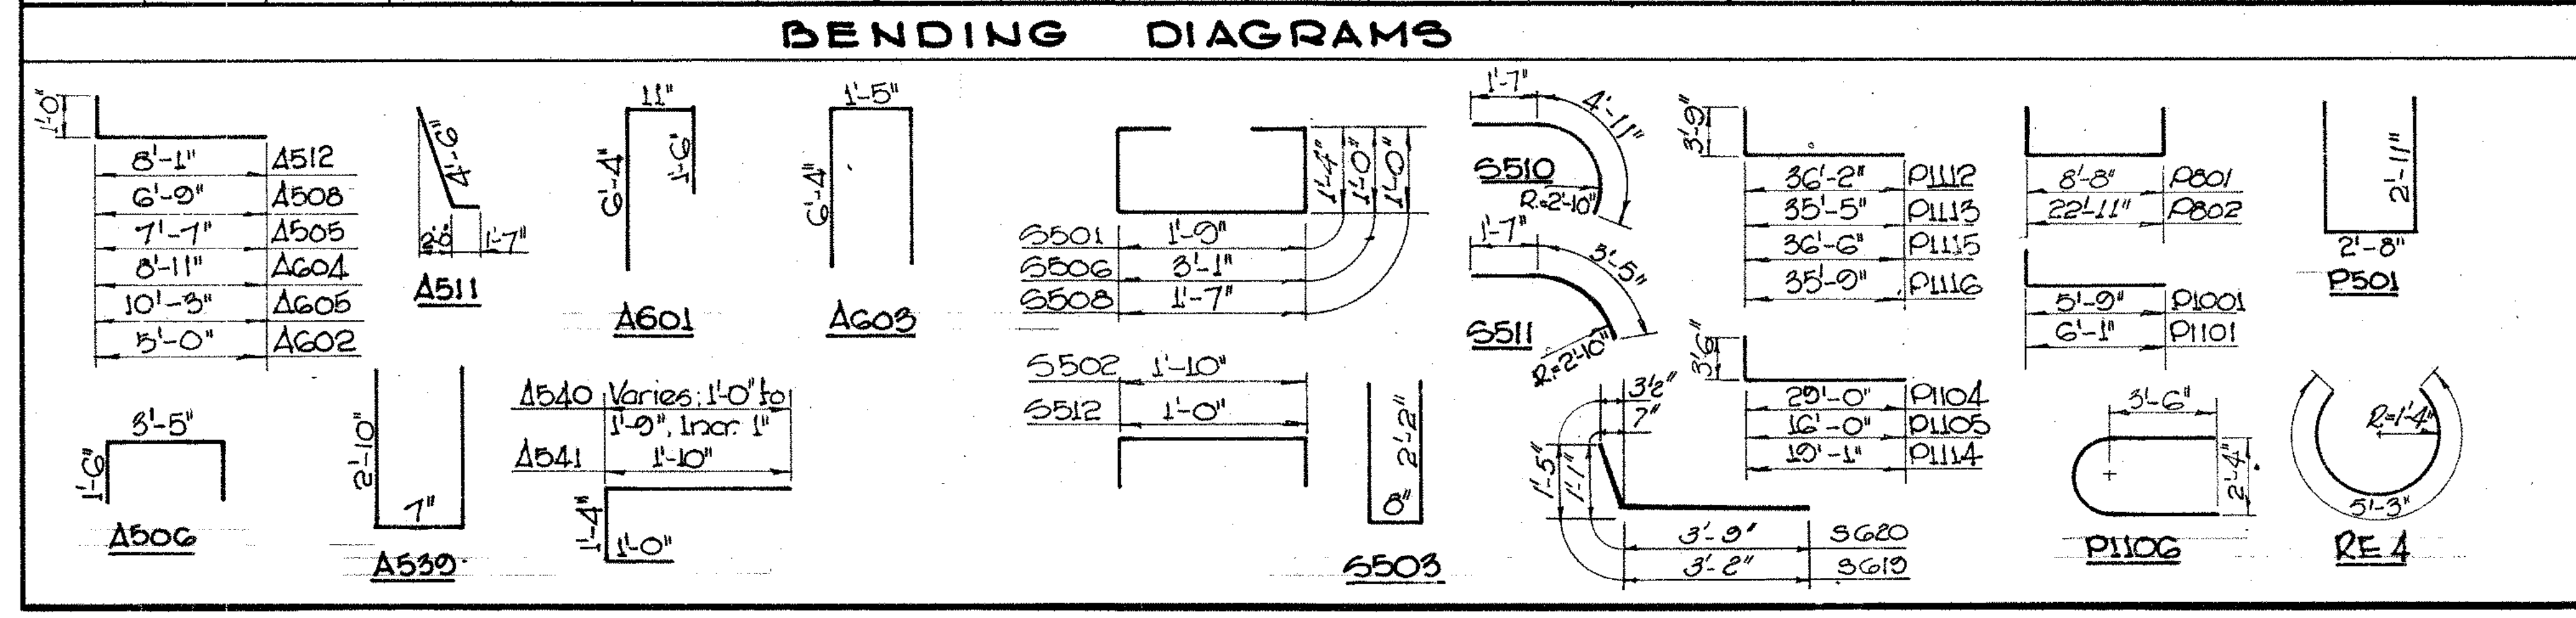 BENDING DIAGRAMS
1'-0"
8'-1" A512
6'-9" A508
7'-7" A505
8'-11" A604
10'-3" A605
5'-0" A602
4'-6"
2'-0" 1'-7"
A511
11"
6'-4" 1'-6"
A601
1'-5"
6'-4"
A603
1'-4" 1'-0" 1'-0"
S501 1'-9"
S506 3'-1"
S508 1'-7"
1'-7" 4'-11"
S510
R=2'-10"
1'-7" 3'-5"
S511
R=2'-10"
3'-9"
36'-2" P1112
35'-5" P1113
36'-6" P1115
35'-9" P1116
8'-8" P801
22'-11" P802
5'-9" P1001
6'-1" P1101
2'-11"
2'-8"
P501
3'-5"
1'-6"
A506
2'-10"
7"
A539
A540 Varies: 1'-0" to
1'-9", Incr. 1"
A541 1'-10"
1'-4"
1'-0"
S502 1'-10"
S512 1'-0"
2'-2"
8"
S503
7"
1'-5" 1'-1"
3'-9" S620
3'-2" S619
3'-6"
29'-0" P1104
16'-0" P1105
19'-1" P1114
3'-6"
2'-4"
P1106
R=1'-4"
5'-3"
RE4